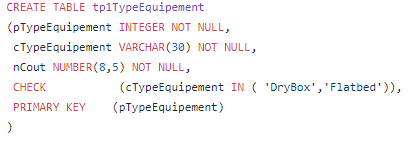 CREATE TABLE tp1TypeEquipement
(pTypeEquipement INTEGER NOT NULL,
cTypeEquipement VARCHAR(30) NOT NULL,
nCout NUMBER(8,5) NOT NULL,
CHECK (cTypeEquipement IN ( 'DryBox','Flatbed')),
PRIMARY KEY (pTypeEquipement)
)